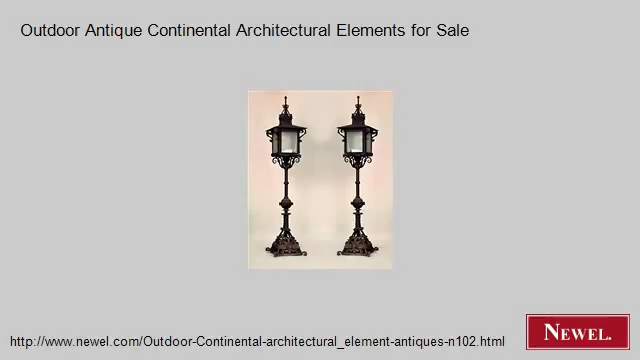 Outdoor Antique Continental Architectural Elements for Sale
http://www.newel.com/Outdoor-Continental-architectural_element-antiques-n102.html
NEWEL.